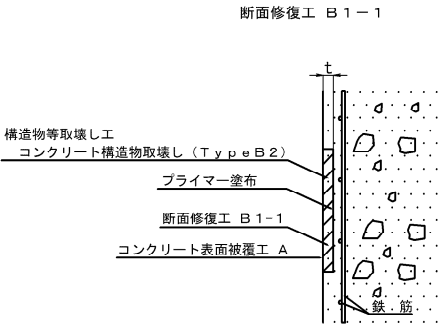 断面修復工 B1-1
t
構造物等取壊し工
コンクリート構造物取壊し(TypeB2)
プライマー塗布
断面修復工 B1-1
コンクリート表面被覆工 A
鉄 筋